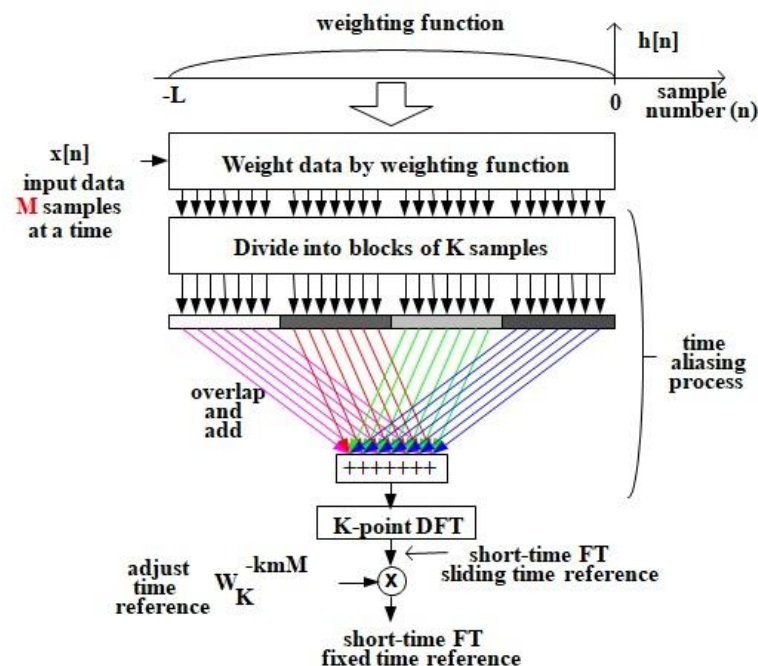 weighting function
h[n]
-L
0
sample
number (n)
x[n]
input data
M samples
at a time
Weight data by weighting function
Divide into blocks of K samples
overlap
and
add
time
aliasing
process
+++++++
K-point DFT
short-time FT
sliding time reference
adjust
time
reference
W_K^-kmM
X
short-time FT
fixed time reference